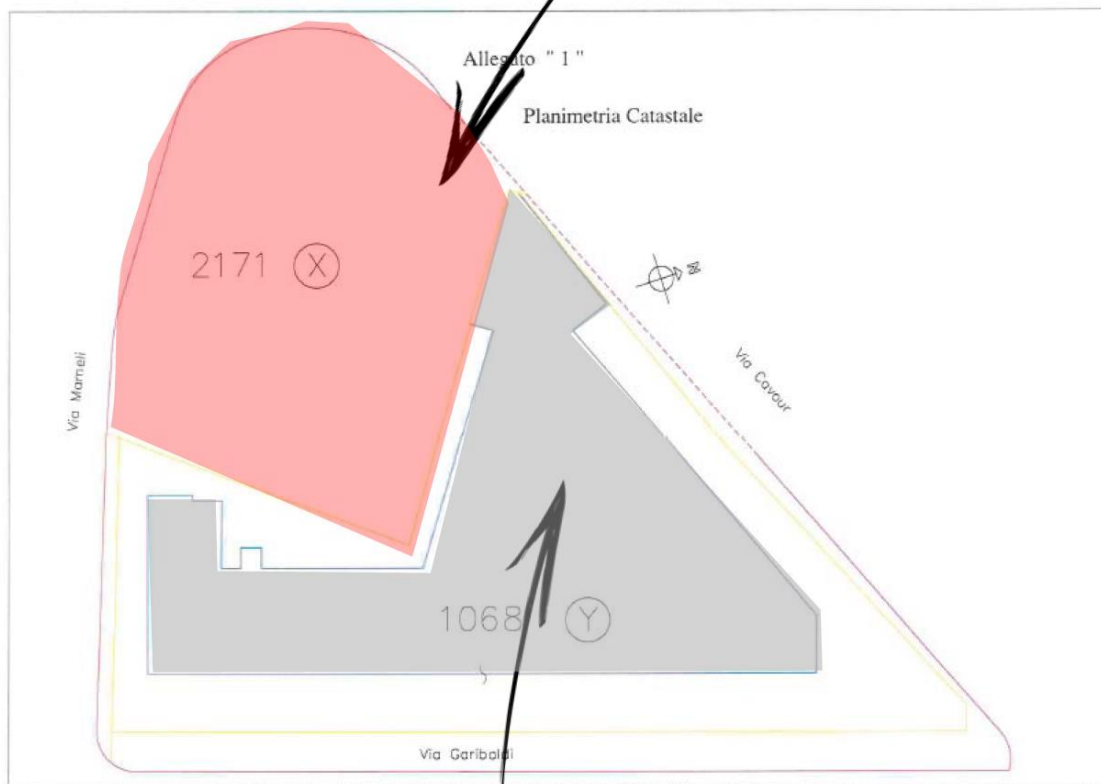 Allegato " 1 "
Planimetria Catastale
2171 X
N
Via Mameli
Via Cavour
1068 Y
Via Garibaldi